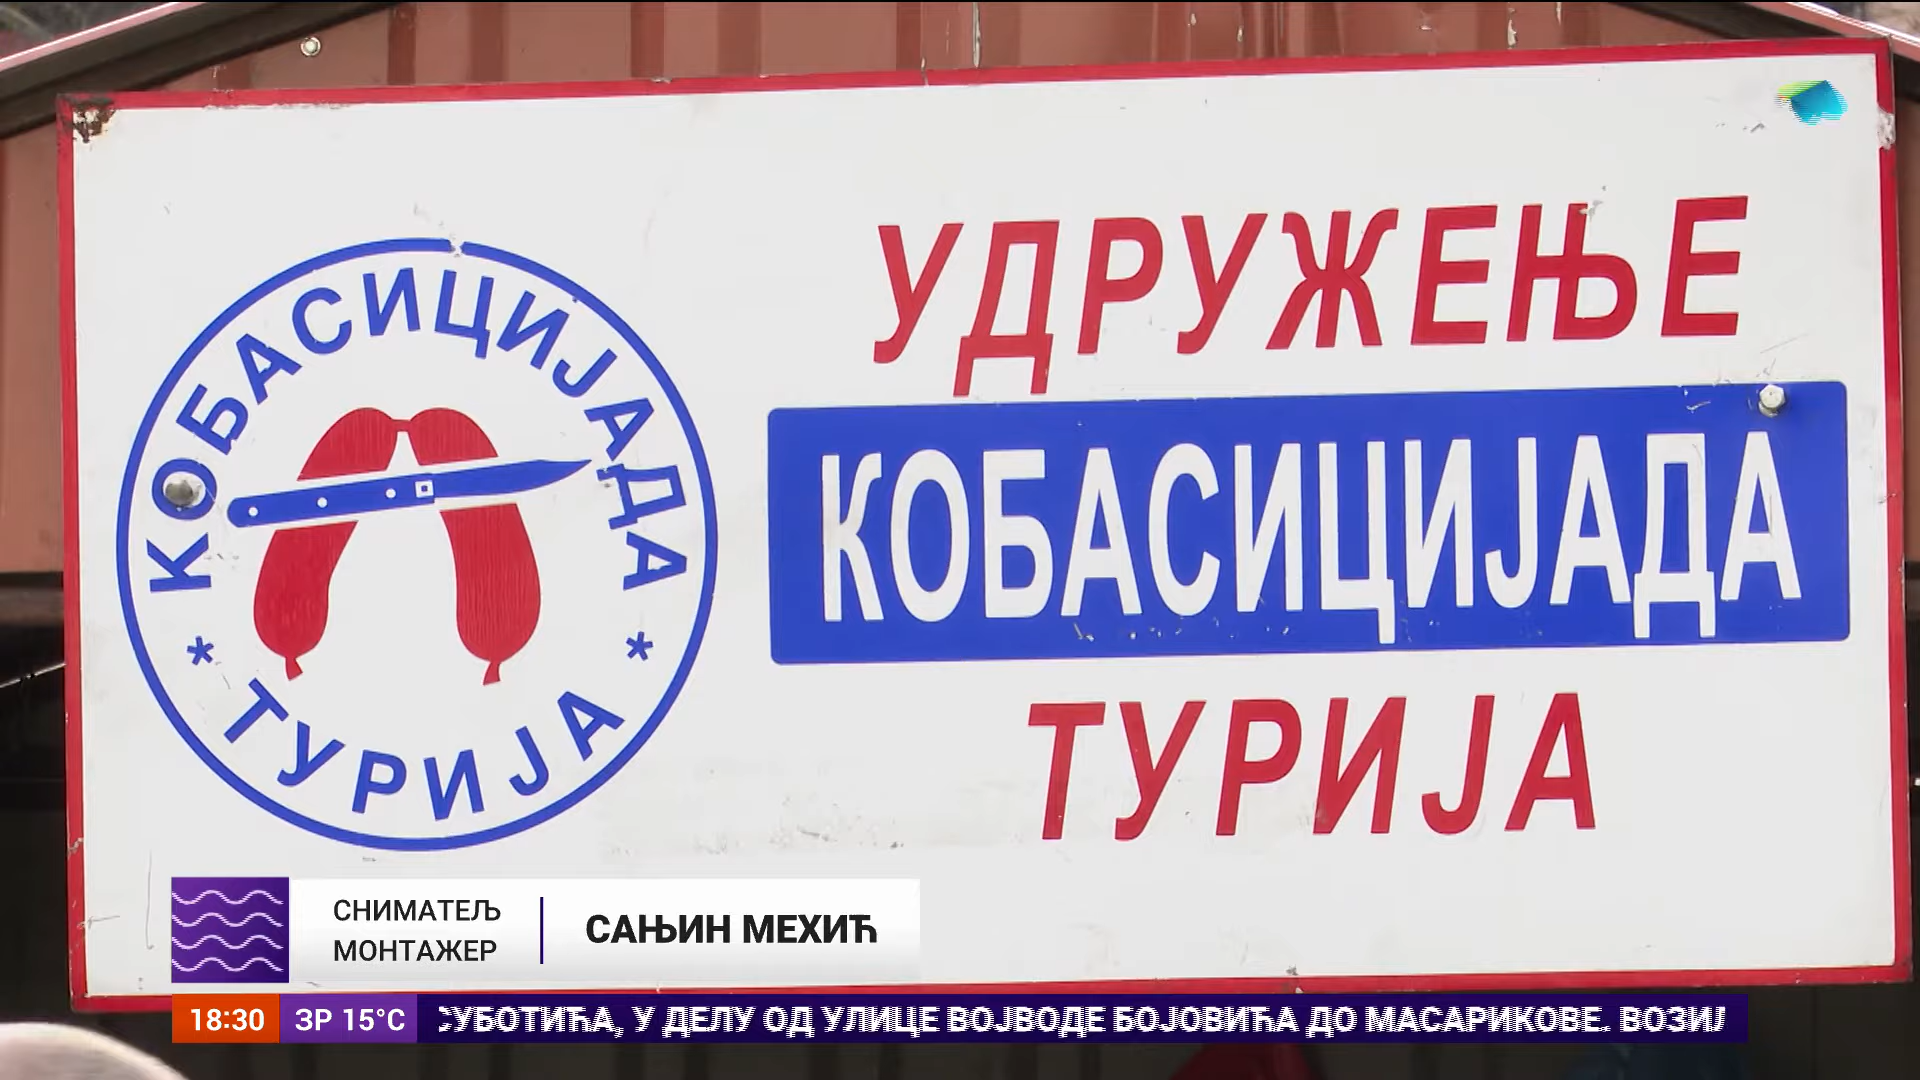 КОБАСИЦИЈАДА
* ТУРИЈА *
УДРУЖЕЊЕ
КОБАСИЦИЈАДА
ТУРИЈА
СНИМАТЕЉ
МОНТАЖЕР
САЊИН МЕХИЋ
18:30 ЗР 15°C СУБОТИЋА, У ДЕЛУ ОД УЛИЦЕ ВОЈВОДЕ БОЈОВИЋА ДО МАСАРИКОВЕ.